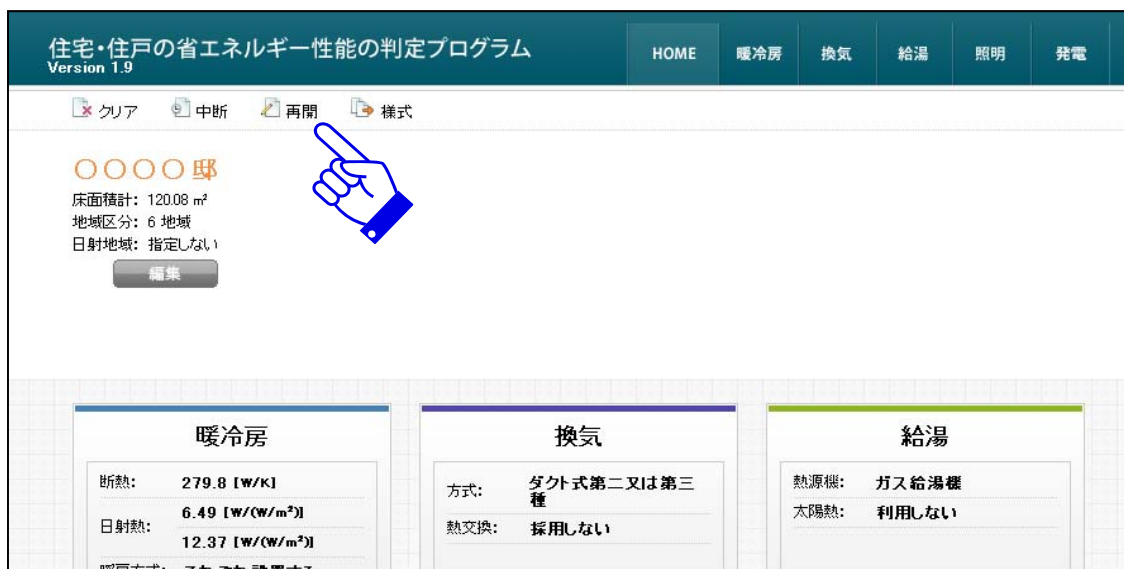 住宅・住戸の省エネルギー性能の判定プログラム
Version 1.9
HOME 暖冷房 換気 給湯 照明 発電
クリア 中断 再開 様式
〇〇〇〇邸
床面積計: 120.08 m²
地域区分: 6 地域
日射地域: 指定しない
編集
暖冷房
断熱: 279.8 [W/K]
日射熱: 6.49 [W/(W/m²)]
12.37 [W/(W/m²)]
換気
方式: ダクト式第二又は第三
種
熱交換: 採用しない
給湯
熱源機: ガス給湯機
太陽熱: 利用しない